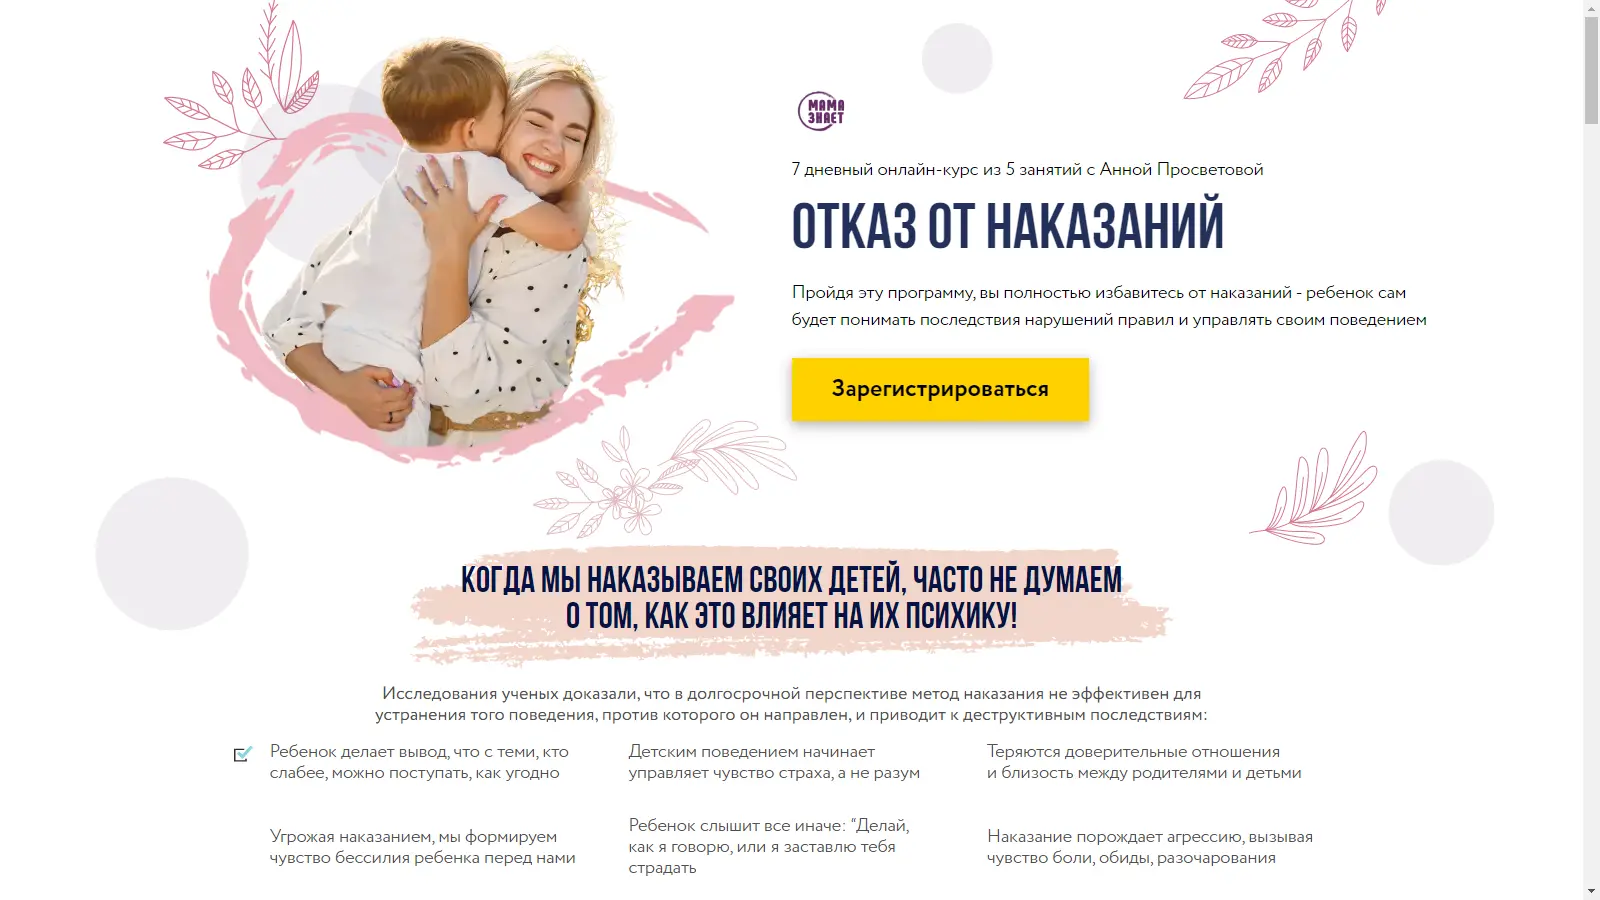 МАМА
ЗНАЕТ
7 дневный онлайн-курс из 5 занятий с Анной Просветовой
ОТКАЗ ОТ НАКАЗАНИЙ
Пройдя эту программу, вы полностью избавитесь от наказаний - ребенок сам
будет понимать последствия нарушений правил и управлять своим поведением
Зарегистрироваться
КОГДА МЫ НАКАЗЫВАЕМ СВОИХ ДЕТЕЙ, ЧАСТО НЕ ДУМАЕМ
О ТОМ, КАК ЭТО ВЛИЯЕТ НА ИХ ПСИХИКУ!
Исследования ученых доказали, что в долгосрочной перспективе метод наказания не эффективен для
устранения того поведения, против которого он направлен, и приводит к деструктивным последствиям:
Ребенок делает вывод, что с теми, кто
слабее, можно поступать, как угодно
Детским поведением начинает
управляет чувство страха, а не разум
Теряются доверительные отношения
и близость между родителями и детьми
Угрожая наказанием, мы формируем
чувство бессилия ребенка перед нами
Ребенок слышит все иначе: “Делай,
как я говорю, или я заставлю тебя
страдать
Наказание порождает агрессию, вызывая
чувство боли, обиды, разочарования